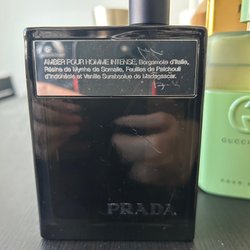 AMBER POUR HOMME INTENSE, Bergamote d'Italie,
Résine de Myrrhe de Somalie, Feuilles de Patchouli
d'Indonésie et Vanille Surabsolue de Madagascar.
PRADA
GUCCI